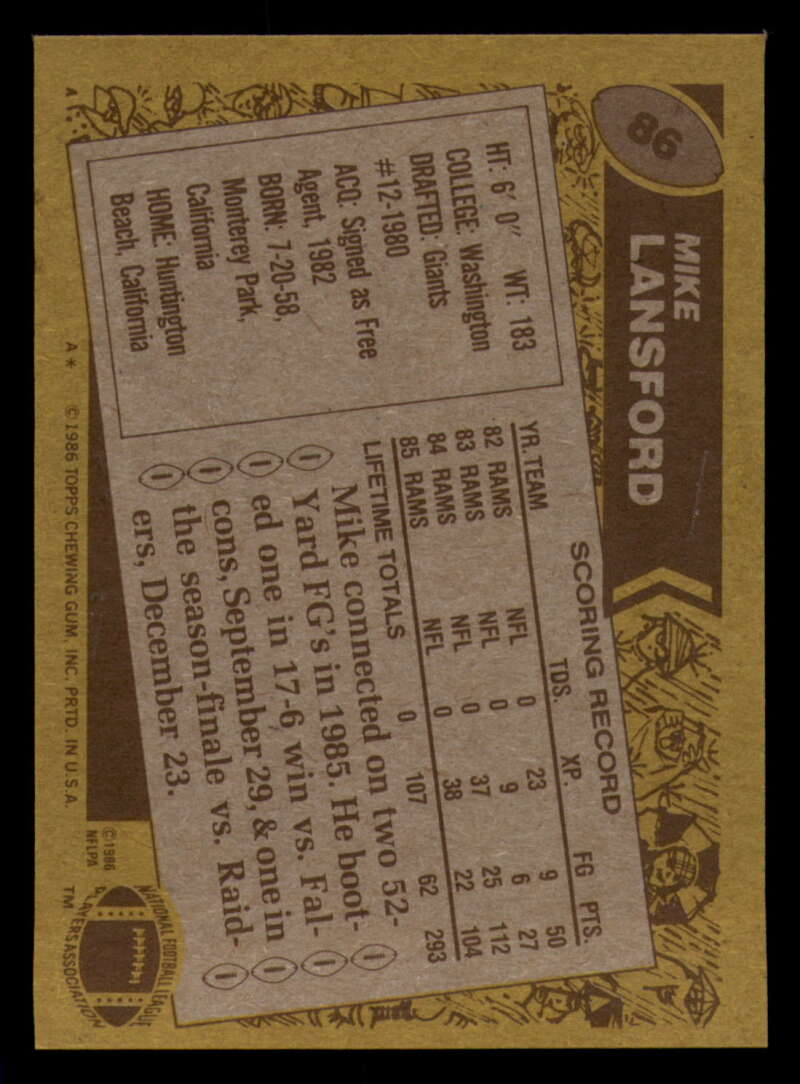 86
MIKE
LANSFORD
HT: 6' 0" WT: 183
COLLEGE: Washington
DRAFTED: Giants
#12-1980
ACQ: Signed as Free
Agent, 1982
BORN: 7-20-58,
Monterey Park,
California
HOME: Huntington
Beach, California
SCORING RECORD
YR. TEAM TDS. XP. FG PTS.
82 RAMS NFL 0 23 9 50
83 RAMS NFL 0 9 6 27
84 RAMS NFL 0 37 25 112
85 RAMS NFL 0 38 22 104
LIFETIME TOTALS 0 107 62 293
Mike connected on two 52-
Yard FG's in 1985. He boot-
ed one in 17-6 win vs. Fal-
cons, September 29, & one in
the season-finale vs. Raid-
ers, December 23.
©1986
NFLPA
NATIONAL FOOTBALL LEAGUE
PLAYERS ASSOCIATION
TM
A
A* ©1986 TOPPS CHEWING GUM, INC. PRTD. IN U.S.A.